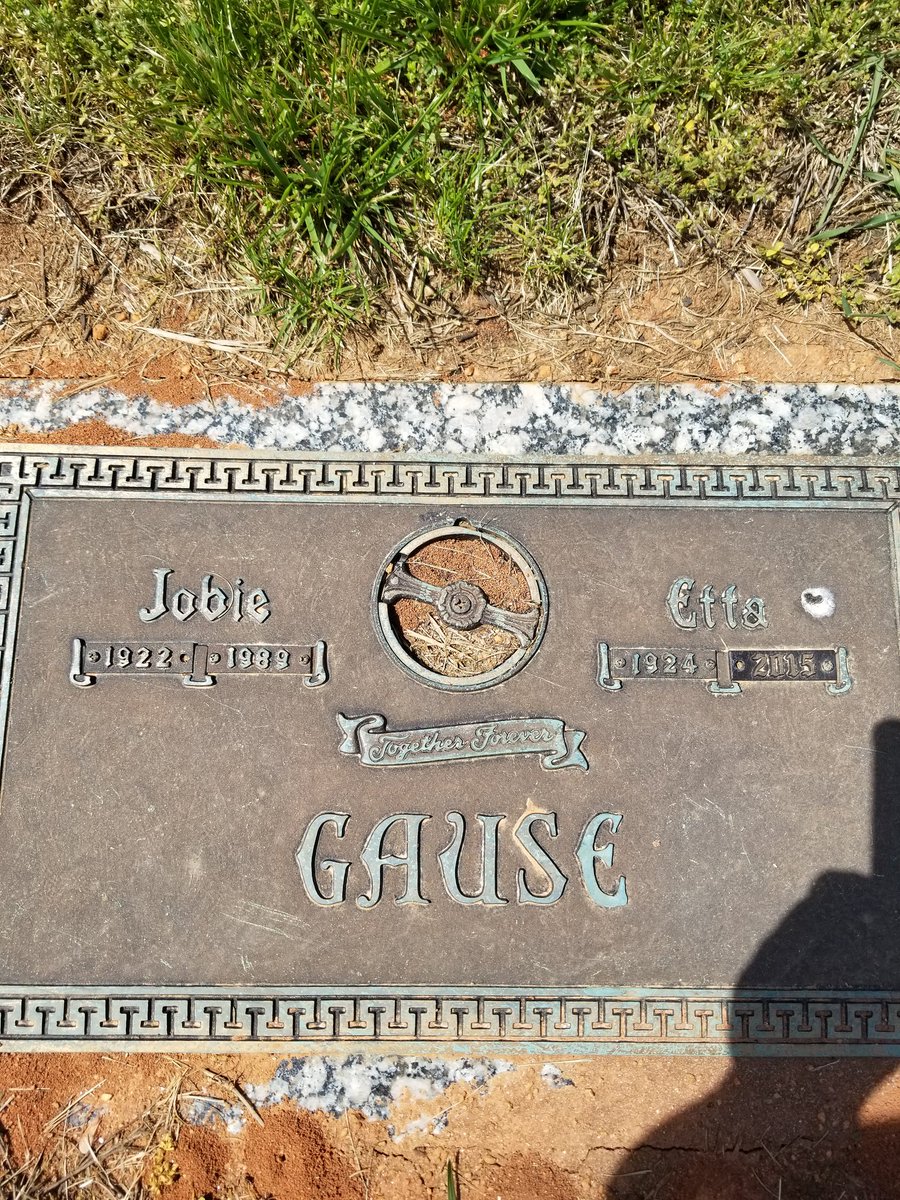 Jobie
1922 1989
Etta
1924 2015
Together Forever
GAUSE